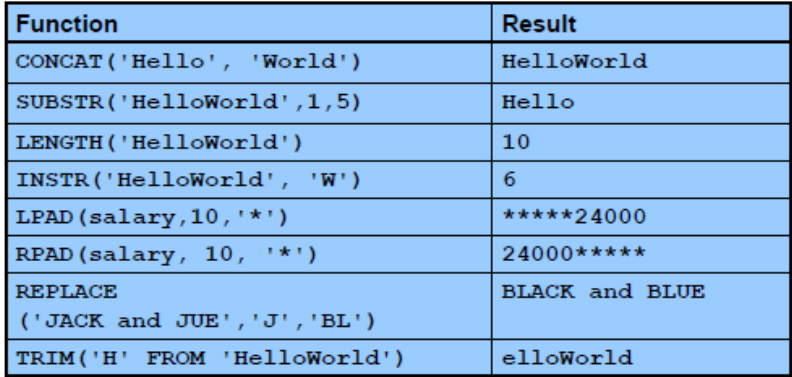 Function Result
CONCAT('Hello', 'World') HelloWorld
SUBSTR('HelloWorld',1,5) Hello
LENGTH('HelloWorld') 10
INSTR('HelloWorld', 'W') 6
LPAD(salary,10,'*') *****24000
RPAD(salary, 10, '*') 24000*****
REPLACE BLACK and BLUE
('JACK and JUE','J','BL')
TRIM('H' FROM 'HelloWorld') elloWorld